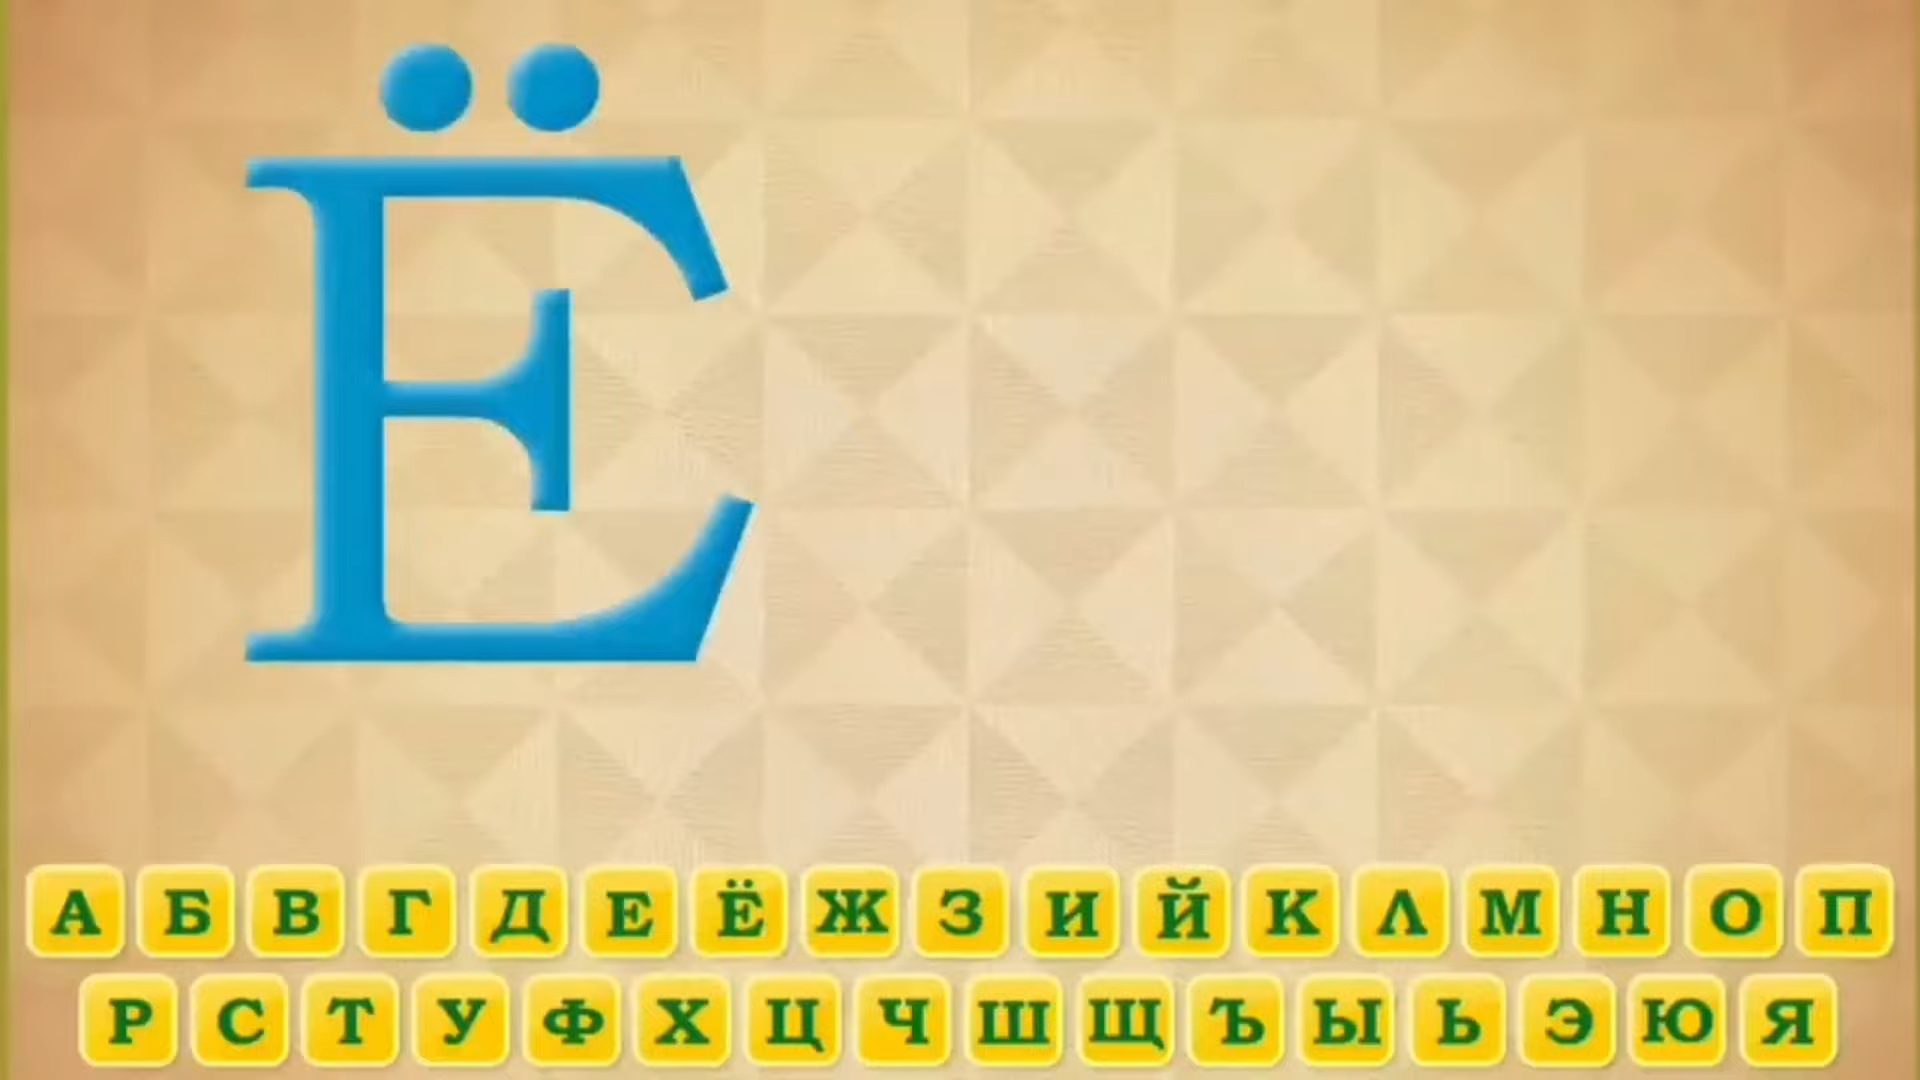 Ё
А Б В Г Д Е Ё Ж З И Й К Л М Н О П
Р С Т У Ф Х Ц Ч Ш Щ Ъ Ы Ь Э Ю Я